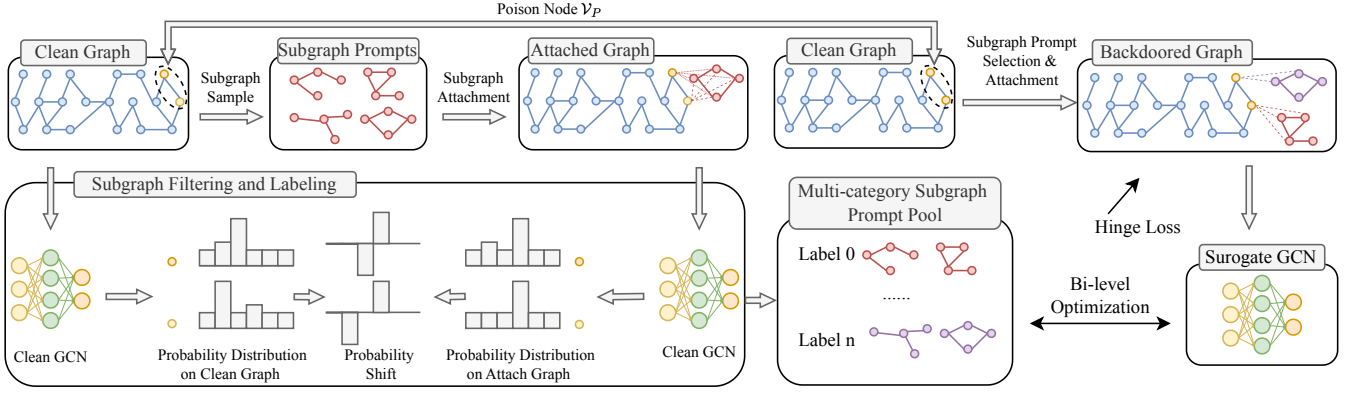 Poison Node 𝒱_P
Clean Graph
Subgraph Prompts
Attached Graph
Clean Graph
Backdoored Graph
Subgraph
Sample
Subgraph
Attachment
Subgraph Prompt
Selection &
Attachment
Subgraph Filtering and Labeling
Multi-category Subgraph
Prompt Pool
Hinge Loss
Label 0
......
Label n
Surogate GCN
Bi-level
Optimization
Clean GCN
Probability Distribution
on Clean Graph
Probability
Shift
Probability Distribution
on Attach Graph
Clean GCN